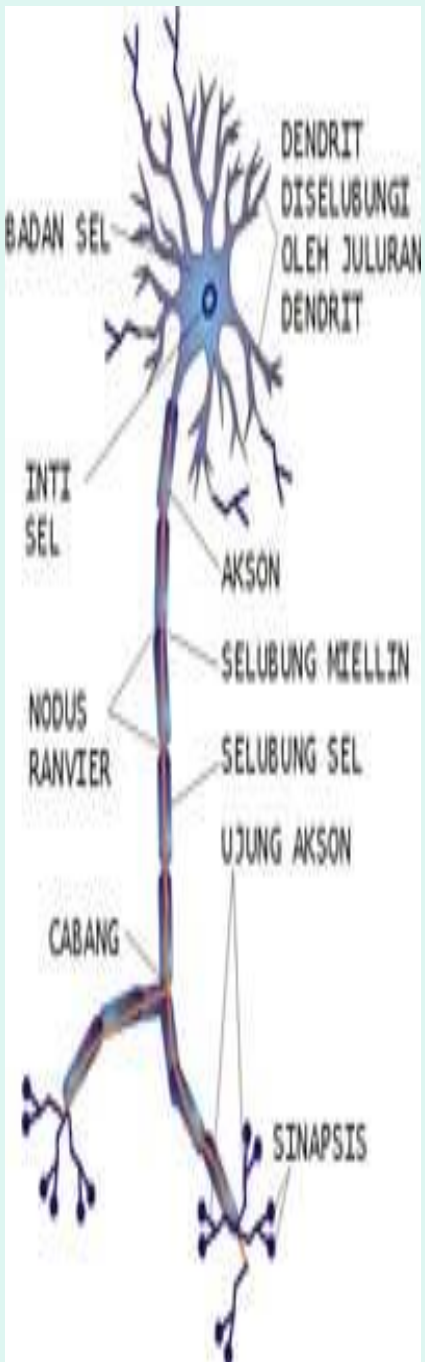 DENDRIT
DISELUBUNGI
OLEH JULURAN
DENDRIT
BADAN SEL
INTI
SEL
AKSON
SELUBUNG MIELLIN
NODUS
RANVIER
SELUBUNG SEL
UJUNG AKSON
CABANG
SINAPSIS